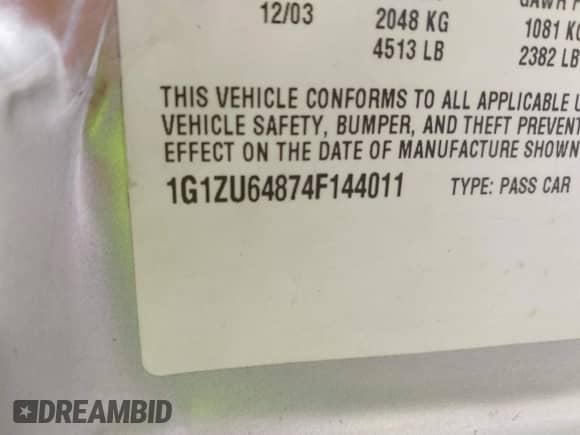 12/03 2048 KG GAWR F
4513 LB 1081 KG
2382 LB
THIS VEHICLE CONFORMS TO ALL APPLICABLE
VEHICLE SAFETY, BUMPER, AND THEFT PREVENT
EFFECT ON THE DATE OF MANUFACTURE SHOWN
1G1ZU64874F144011 TYPE: PASS CAR
DREAMBID